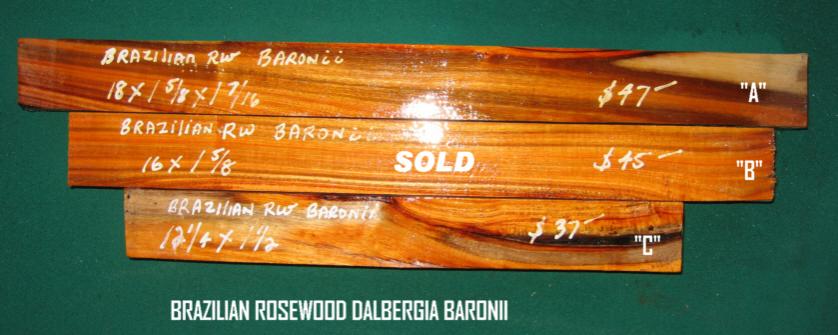 BRAZILIAN RW BARONii
18 X 1 5/8 X 1 7/16
$47-
"A"
BRAZILIAN RW BARONii
16 X 1 5/8
SOLD
$45-
"B"
BRAZILIAN RW BARONii
12 1/4 X 1 1/2
$37-
"C"
BRAZILIAN ROSEWOOD DALBERGIA BARONII